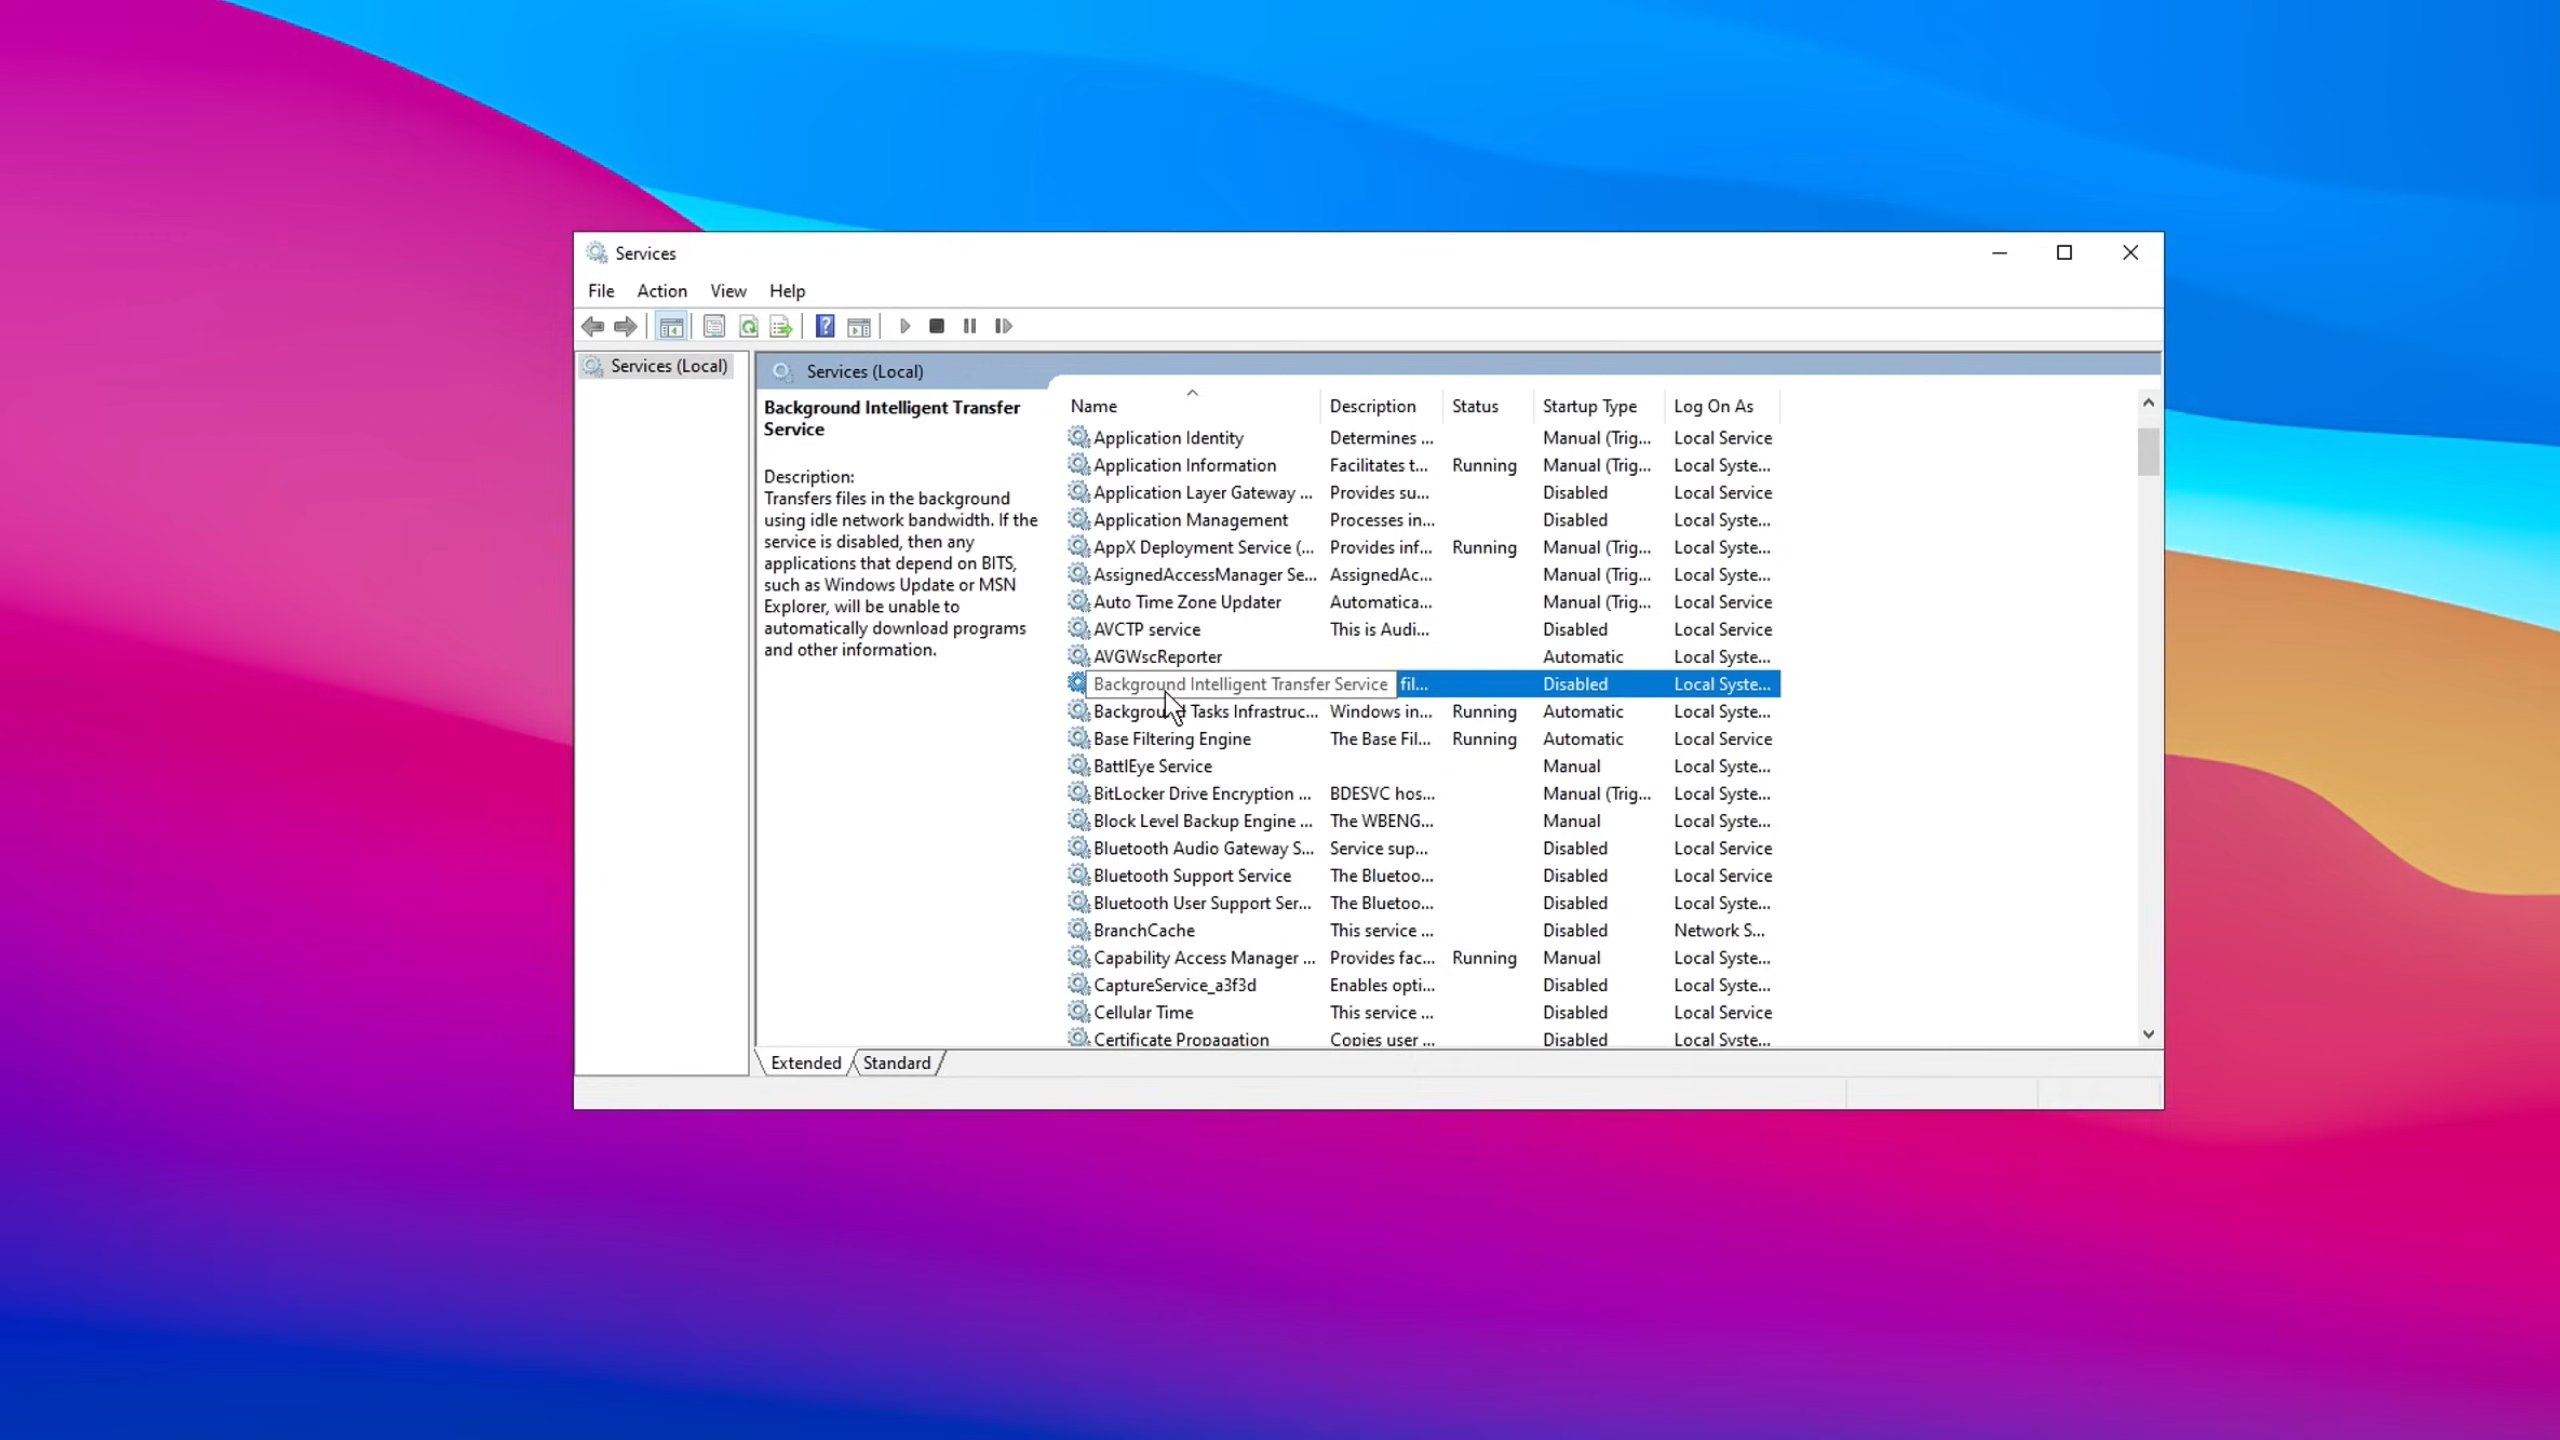 Services
File Action View Help
Services (Local)
Services (Local)
Background Intelligent Transfer
Service
Description:
Transfers files in the background
using idle network bandwidth. If the
service is disabled, then any
applications that depend on BITS,
such as Windows Update or MSN
Explorer, will be unable to
automatically download programs
and other information.
Name Description Status Startup Type Log On As
Application Identity Determines ... Manual (Trig... Local Service
Application Information Facilitates t... Running Manual (Trig... Local Syste...
Application Layer Gateway ... Provides su... Disabled Local Service
Application Management Processes in... Disabled Local Syste...
AppX Deployment Service (... Provides inf... Running Manual (Trig... Local Syste...
AssignedAccessManager Se... AssignedAc... Manual (Trig... Local Syste...
Auto Time Zone Updater Automatica... Manual (Trig... Local Service
AVCTP service This is Audi... Disabled Local Service
AVGWscReporter Automatic Local Syste...
Background Intelligent Transfer Service fil... Disabled Local Syste...
Background Tasks Infrastruc... Windows in... Running Automatic Local Syste...
Base Filtering Engine The Base Fil... Running Automatic Local Service
BattlEye Service Manual Local Syste...
BitLocker Drive Encryption ... BDESVC hos... Manual (Trig... Local Syste...
Block Level Backup Engine ... The WBENG... Manual Local Syste...
Bluetooth Audio Gateway S... Service sup... Disabled Local Service
Bluetooth Support Service The Bluetoo... Disabled Local Service
Bluetooth User Support Ser... The Bluetoo... Disabled Local Syste...
BranchCache This service ... Disabled Network S...
Capability Access Manager ... Provides fac... Running Manual Local Syste...
CaptureService_a3f3d Enables opti... Disabled Local Syste...
Cellular Time This service ... Disabled Local Service
Certificate Propagation Copies user ... Disabled Local Syste...
Extended Standard